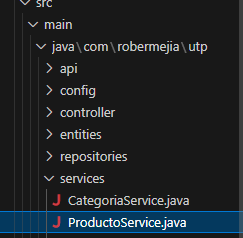 src
main
java\com\robermejia\utp
api
config
controller
entities
repositories
services
CategoriaService.java
ProductoService.java